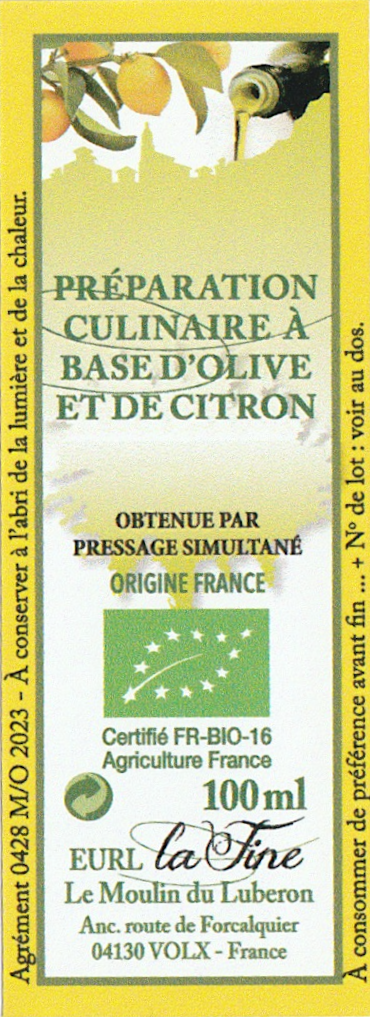 PRÉPARATION
CULINAIRE À
BASE D'OLIVE
ET DE CITRON
OBTENUE PAR
PRESSAGE SIMULTANÉ
ORIGINE FRANCE
Certifié FR-BIO-16
Agriculture France
100 ml
EURL la Fine
Le Moulin du Luberon
Anc. route de Forcalquier
04130 VOLX - France
Agrément 0428 M/O 2023 - À conserver à l'abri de la lumière et de la chaleur.
À consommer de préférence avant fin ... + N° de lot : voir au dos.